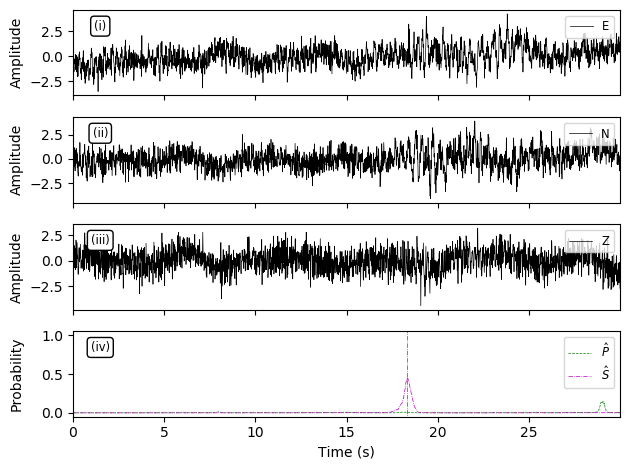 (i)
E
Amplitude
2.5
0.0
−2.5
(ii)
N
Amplitude
2.5
0.0
−2.5
(iii)
Z
Amplitude
2.5
0.0
−2.5
(iv)
P̂
Ŝ
Probability
1.0
0.5
0.0
0 5 10 15 20 25
Time (s)